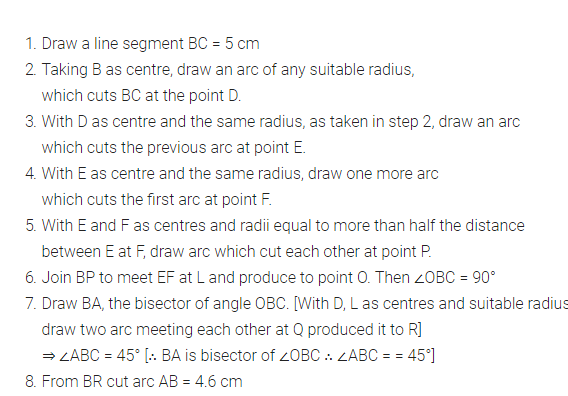 1. Draw a line segment BC = 5 cm
2. Taking B as centre, draw an arc of any suitable radius,
which cuts BC at the point D.
3. With D as centre and the same radius, as taken in step 2, draw an arc
which cuts the previous arc at point E.
4. With E as centre and the same radius, draw one more arc
which cuts the first arc at point F.
5. With E and F as centres and radii equal to more than half the distance
between E at F, draw arc which cut each other at point P.
6. Join BP to meet EF at L and produce to point O. Then ∠OBC = 90°
7. Draw BA, the bisector of angle OBC. [With D, L as centres and suitable radius
draw two arc meeting each other at Q produced it to R]
⇒ ∠ABC = 45° [∴ BA is bisector of ∠OBC ∴ ∠ABC = = 45°]
8. From BR cut arc AB = 4.6 cm